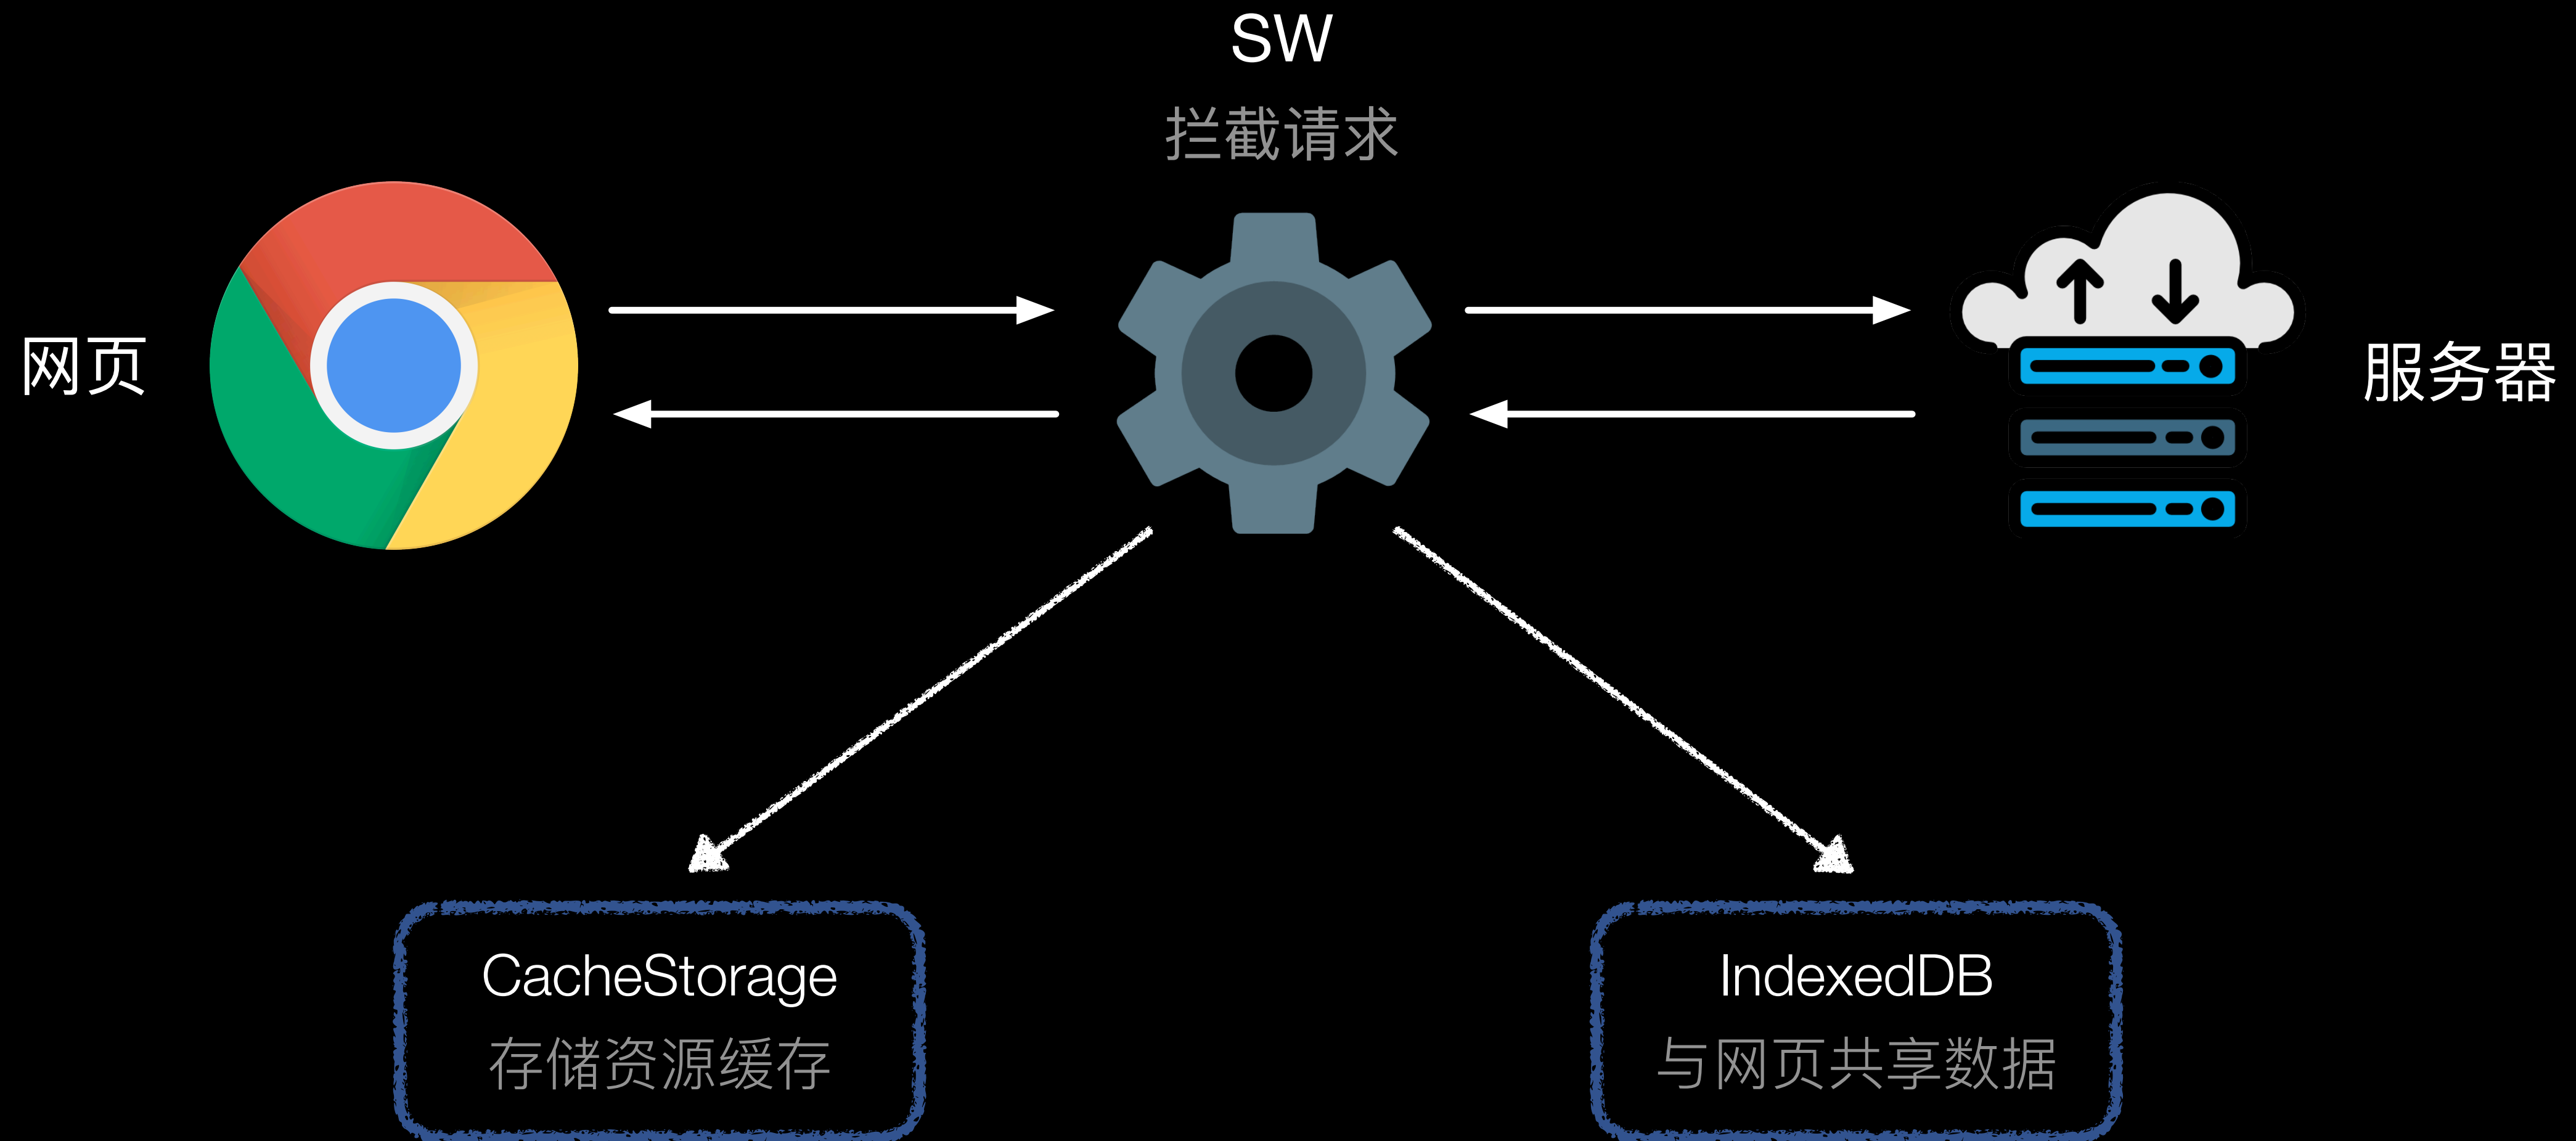 SW
拦截请求
网页
服务器
CacheStorage
存储资源缓存
IndexedDB
与网页共享数据